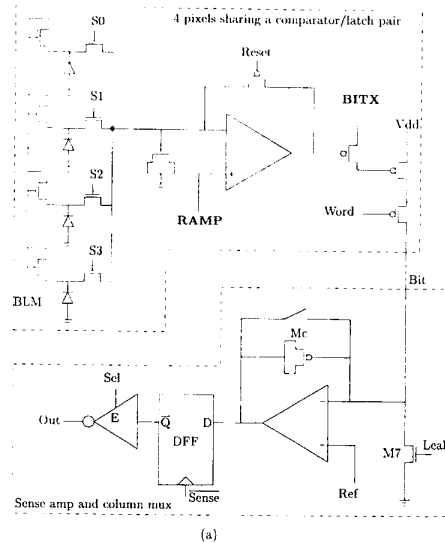 4 pixels sharing a comparator/latch pair
S0
Reset
S1
BITX
Vdd
S2
Word
RAMP
S3
BLM
Bit
Mc
Sel
Out
E
Q
DFF
D
M7
Leak
Sense
Ref
Sense amp and column mux
(a)